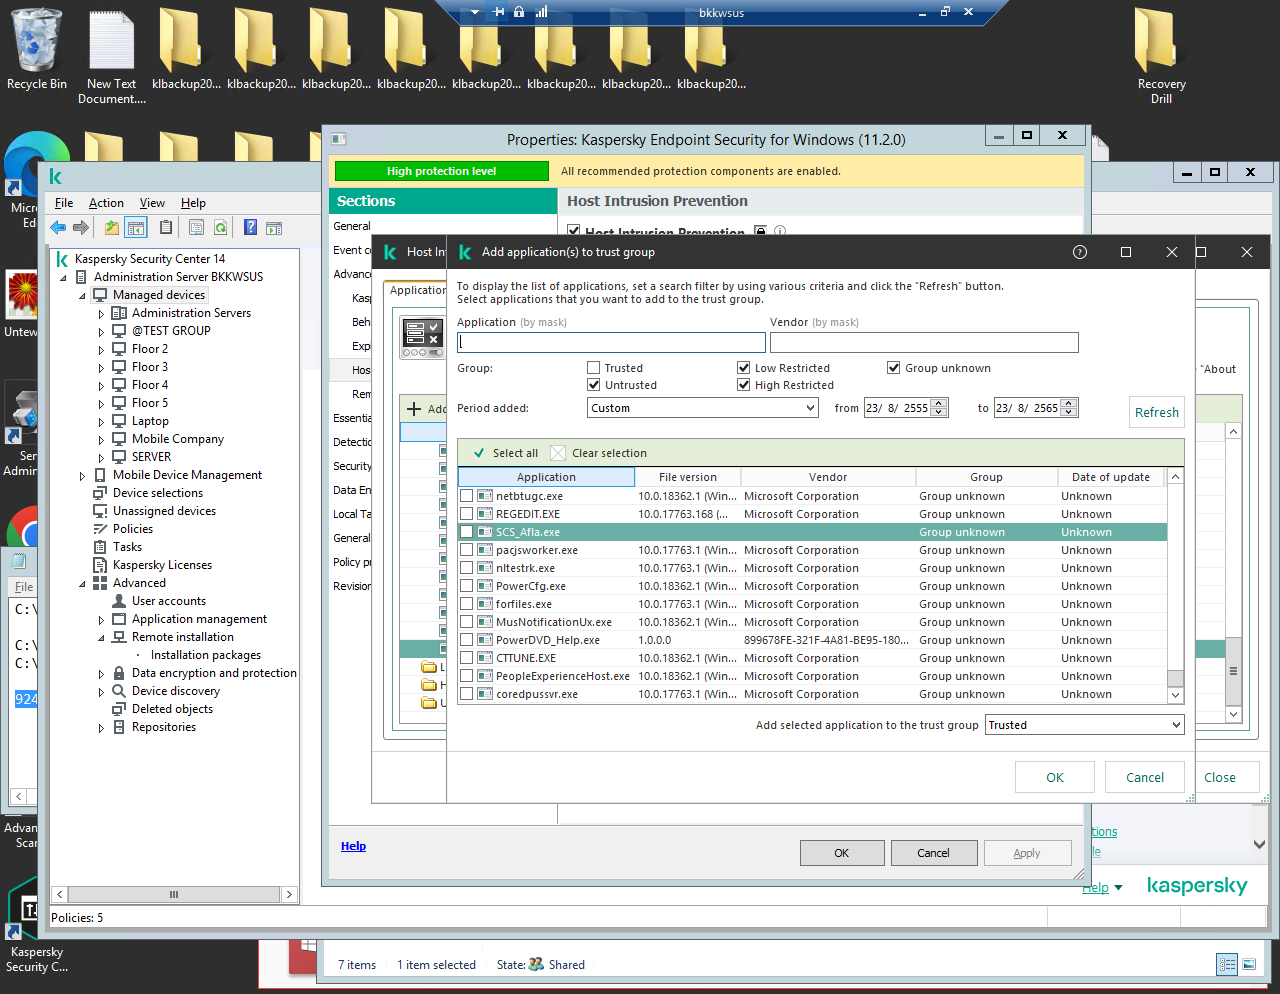 bkkwsus
Recycle Bin
New Text Document....
klbackup20...
klbackup20...
klbackup20...
klbackup20...
klbackup20...
klbackup20...
klbackup20...
klbackup20...
Recovery Drill
Properties: Kaspersky Endpoint Security for Windows (11.2.0)
High protection level
All recommended protection components are enabled.
Sections
Host Intrusion Prevention
General
Host Intrusion Prevention
File Action View Help
Kaspersky Security Center 14
Administration Server BKKWSUS
Managed devices
Administration Servers
@TEST GROUP
Floor 2
Floor 3
Floor 4
Floor 5
Laptop
Mobile Company
SERVER
Mobile Device Management
Device selections
Unassigned devices
Policies
Tasks
Kaspersky Licenses
Advanced
User accounts
Application management
Remote installation
Installation packages
Data encryption and protection
Device discovery
Deleted objects
Repositories
Policies: 5
Event co
Advance
Kasp
Beh
Exp
Hos
Rem
Essentia
Detectio
Security
Data En
Local Ta
General
Policy pr
Revision
Host Int
Application
Add
"About
Add application(s) to trust group
To display the list of applications, set a search filter by using various criteria and click the "Refresh" button.
Select applications that you want to add to the trust group.
Application (by mask) Vendor (by mask)
Group: Trusted Low Restricted Group unknown
Untrusted High Restricted
Period added: Custom from 23/ 8/ 2555 to 23/ 8/ 2565 Refresh
Select all Clear selection
Application File version Vendor Group Date of update
netbtugc.exe 10.0.18362.1 (Win... Microsoft Corporation Group unknown Unknown
REGEDIT.EXE 10.0.17763.168 (... Microsoft Corporation Group unknown Unknown
SCS_Afla.exe Group unknown Unknown
pacjsworker.exe 10.0.17763.1 (Win... Microsoft Corporation Group unknown Unknown
nltestrk.exe 10.0.17763.1 (Win... Microsoft Corporation Group unknown Unknown
PowerCfg.exe 10.0.18362.1 (Win... Microsoft Corporation Group unknown Unknown
forfiles.exe 10.0.17763.1 (Win... Microsoft Corporation Group unknown Unknown
MusNotificationUx.exe 10.0.17763.1 (Win... Microsoft Corporation Group unknown Unknown
PowerDVD_Help.exe 1.0.0.0 899678FE-321F-4A81-BE95-180... Group unknown Unknown
CTTUNE.EXE 10.0.18362.1 (Win... Microsoft Corporation Group unknown Unknown
PeopleExperienceHost.exe 10.0.18362.1 (Win... Microsoft Corporation Group unknown Unknown
coredpussvr.exe 10.0.17763.1 (Win... Microsoft Corporation Group unknown Unknown
Add selected application to the trust group Trusted
OK Cancel Close
Help
OK Cancel Apply
Help
kaspersky
File
C:\
C:\
C:\
924
Kaspersky Security C...
7 items 1 item selected State: Shared